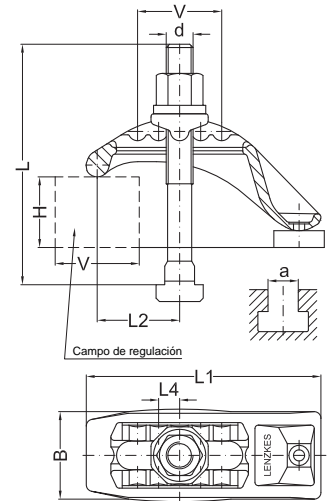 V
d
L
H
V
a
L2
Campo de regulación
L1
L4
B
LENZKES